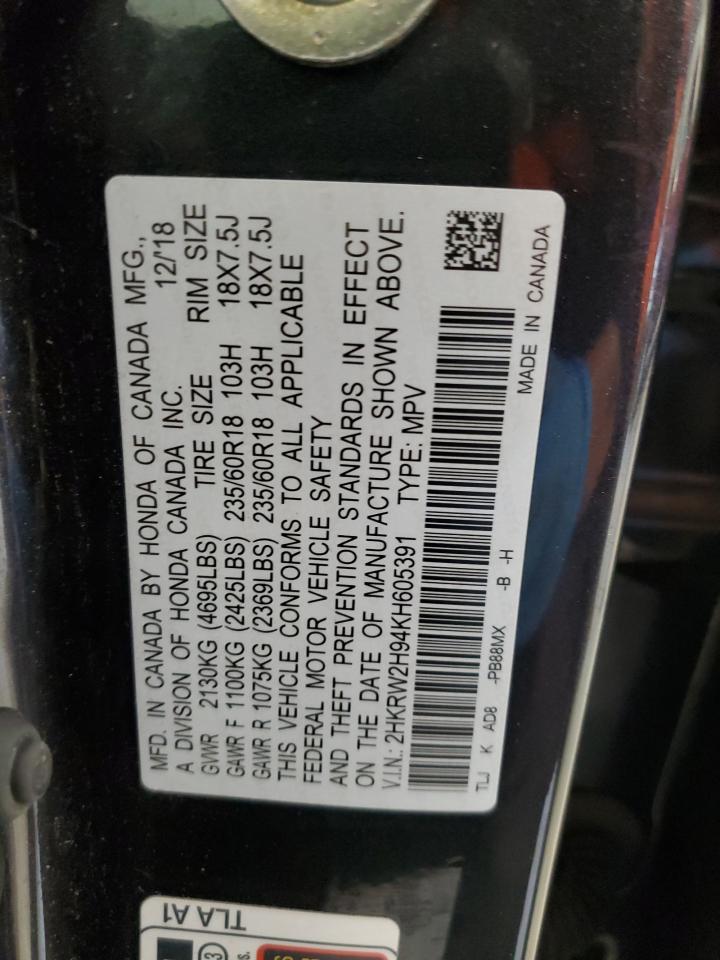 MFD. IN CANADA BY HONDA OF CANADA MFG.,
A DIVISION OF HONDA CANADA INC. 12/'18
GVWR 2130KG (4695LBS) TIRE SIZE RIM SIZE
GAWR F 1100KG (2425LBS) 235/60R18 103H 18X7.5J
GAWR R 1075KG (2369LBS) 235/60R18 103H 18X7.5J
THIS VEHICLE CONFORMS TO ALL APPLICABLE
FEDERAL MOTOR VEHICLE SAFETY
AND THEFT PREVENTION STANDARDS IN EFFECT
ON THE DATE OF MANUFACTURE SHOWN ABOVE.
V.I.N.: 2HKRW2H94KH605391 TYPE: MPV
TLJ K AD8 -PB88MX -B -H
MADE IN CANADA
TLA A1